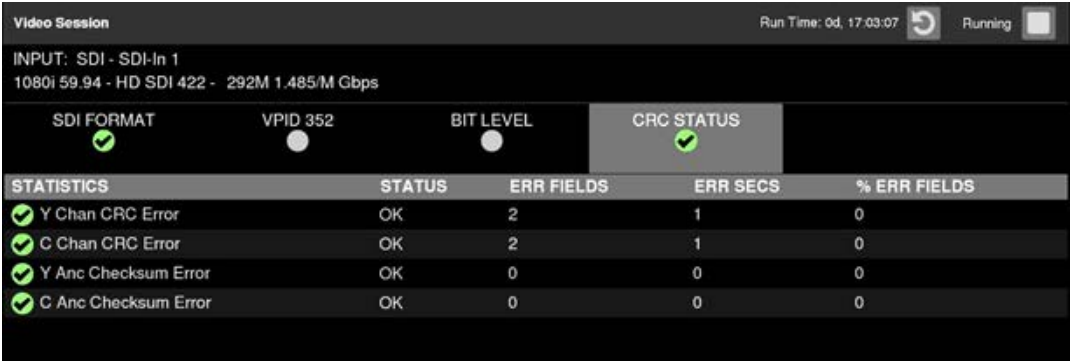 Video Session Run Time: 0d, 17:03:07 Running
INPUT: SDI - SDI-In 1
1080i 59.94 - HD SDI 422 - 292M 1.485/M Gbps
SDI FORMAT VPID 352 BIT LEVEL CRC STATUS
STATISTICS STATUS ERR FIELDS ERR SECS % ERR FIELDS
Y Chan CRC Error OK 2 1 0
C Chan CRC Error OK 2 1 0
Y Anc Checksum Error OK 0 0 0
C Anc Checksum Error OK 0 0 0